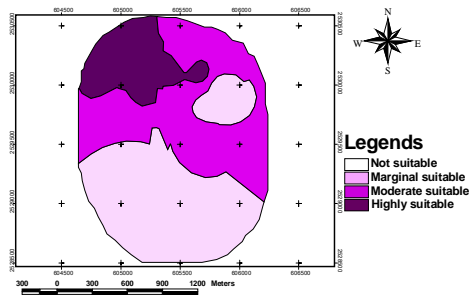 604500 605000 605500 606000 606500
N
W E
S
Legends
Not suitable
Marginal suitable
Moderate suitable
Highly suitable
604500 605000 605500 606000 606500
300 0 300 600 900 1200 Meters